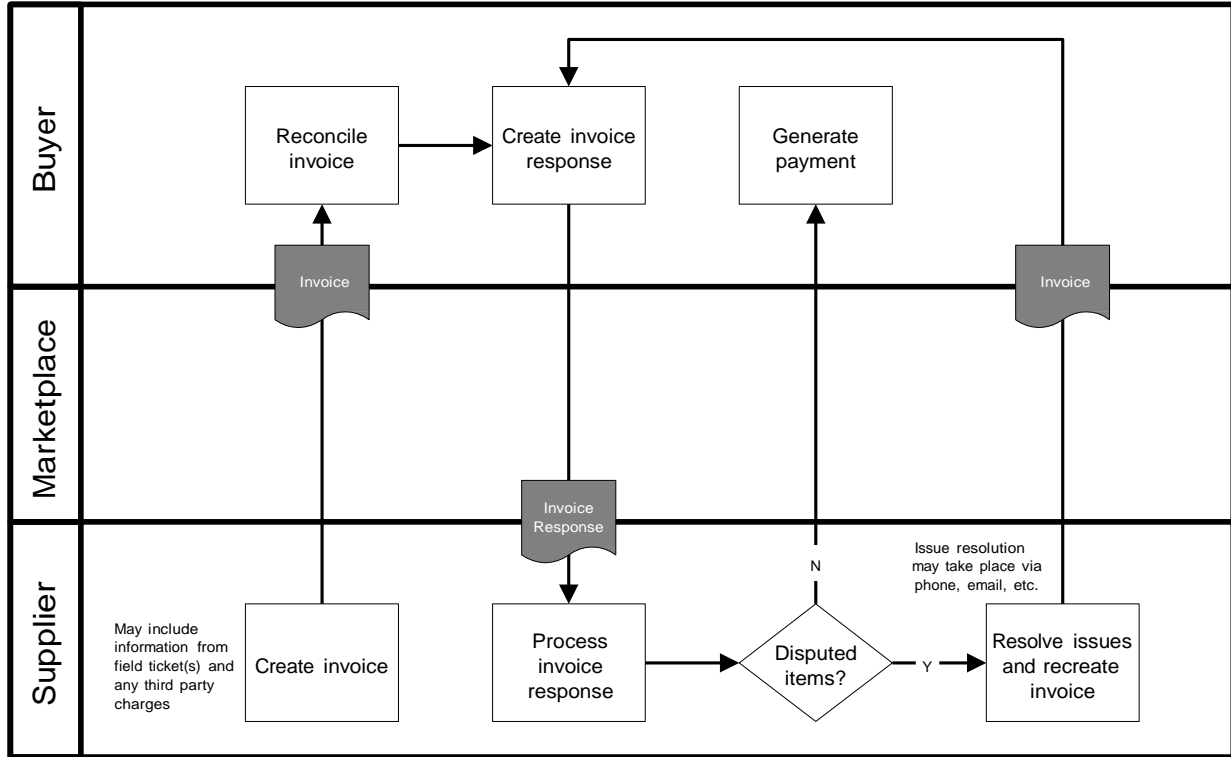 Buyer
Reconcile
invoice
Create invoice
response
Generate
payment
Invoice
Invoice
Marketplace
Invoice
Response
Supplier
May include
information from
field ticket(s) and
any third party
charges
Create invoice
Process
invoice
response
Disputed
items?
N
Y
Issue resolution
may take place via
phone, email, etc.
Resolve issues
and recreate
invoice